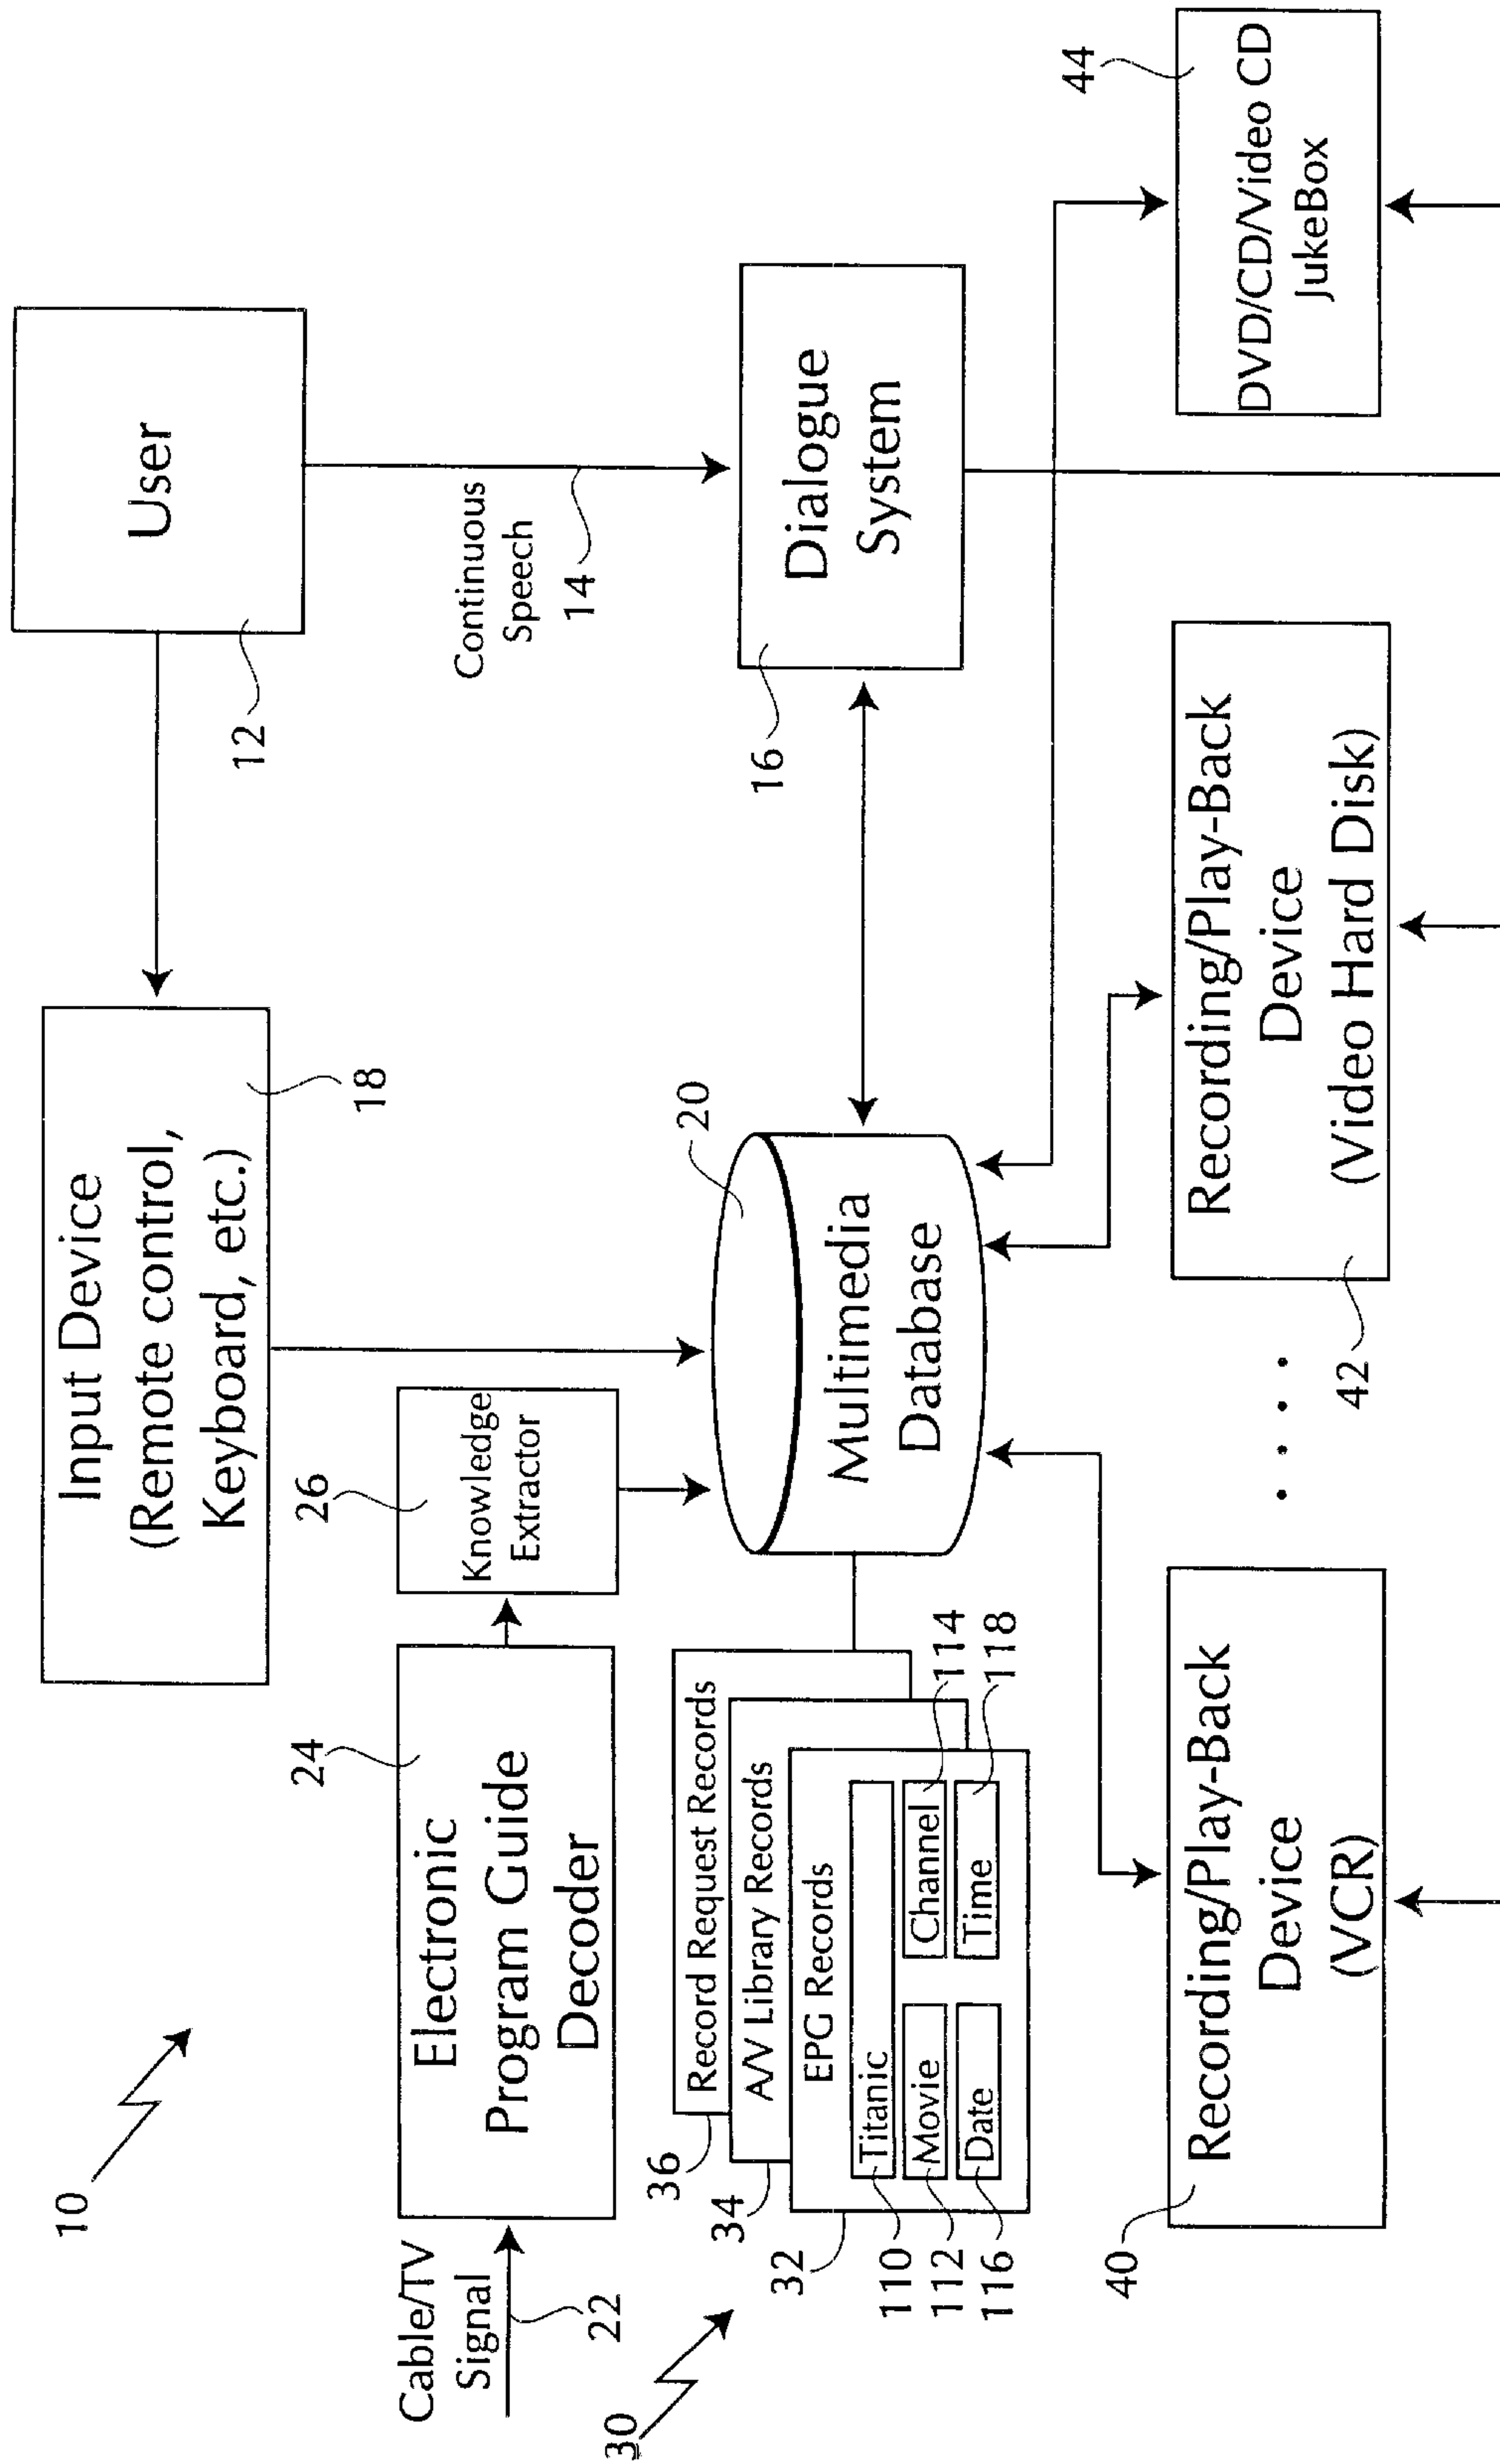 10
Input Device
(Remote control,
Keyboard, etc.)
18
User
12
Continuous
Speech
14
Cable/TV
Signal
22
Electronic
Program Guide
Decoder
24
Knowledge
Extractor
26
30
Record Request Records
36
A/V Library Records
34
EPG Records
32
Titanic
110
Movie
112
Channel
114
Date
116
Time
118
Multimedia
Database
20
Dialogue
System
16
Recording/Play-Back
Device
(VCR)
40
Recording/Play-Back
Device
(Video Hard Disk)
42
DVD/CD/Video CD
JukeBox
44